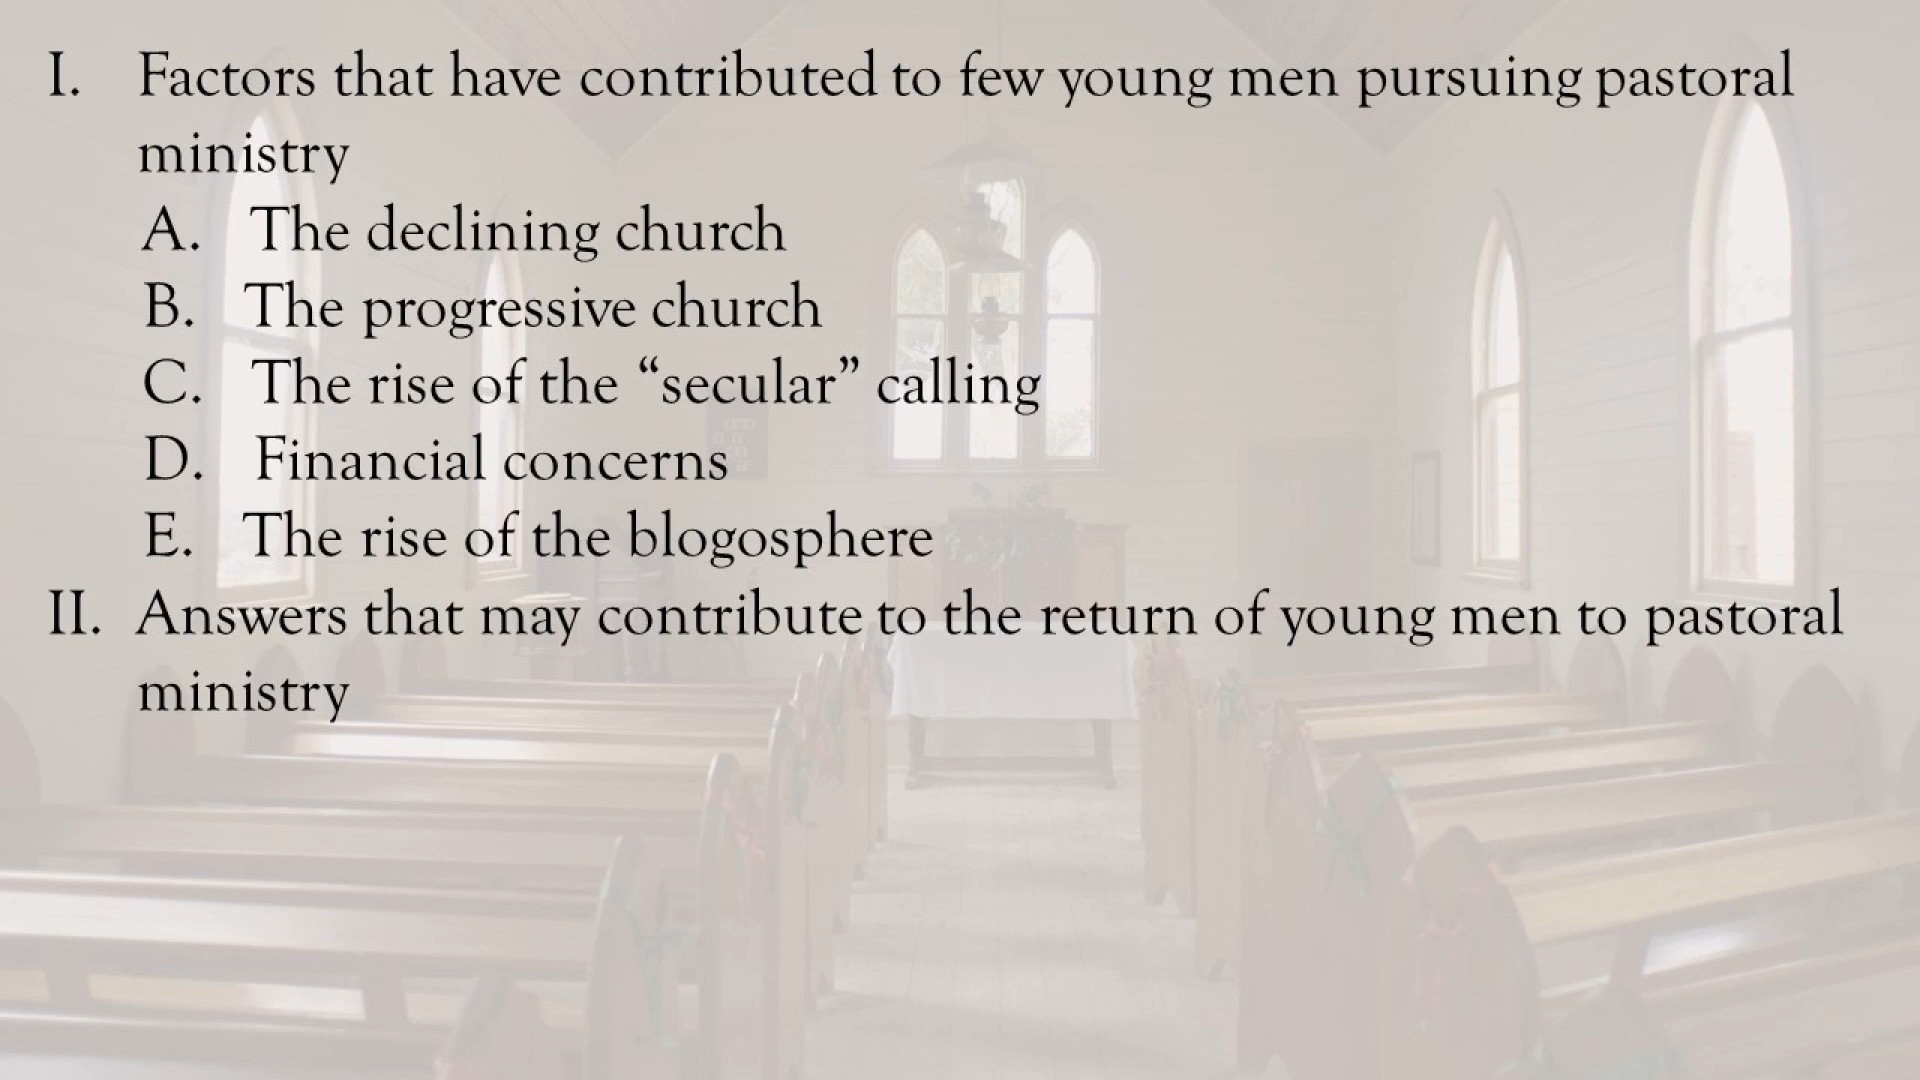 I. Factors that have contributed to few young men pursuing pastoral
ministry
A. The declining church
B. The progressive church
C. The rise of the “secular” calling
D. Financial concerns
E. The rise of the blogosphere
II. Answers that may contribute to the return of young men to pastoral
ministry